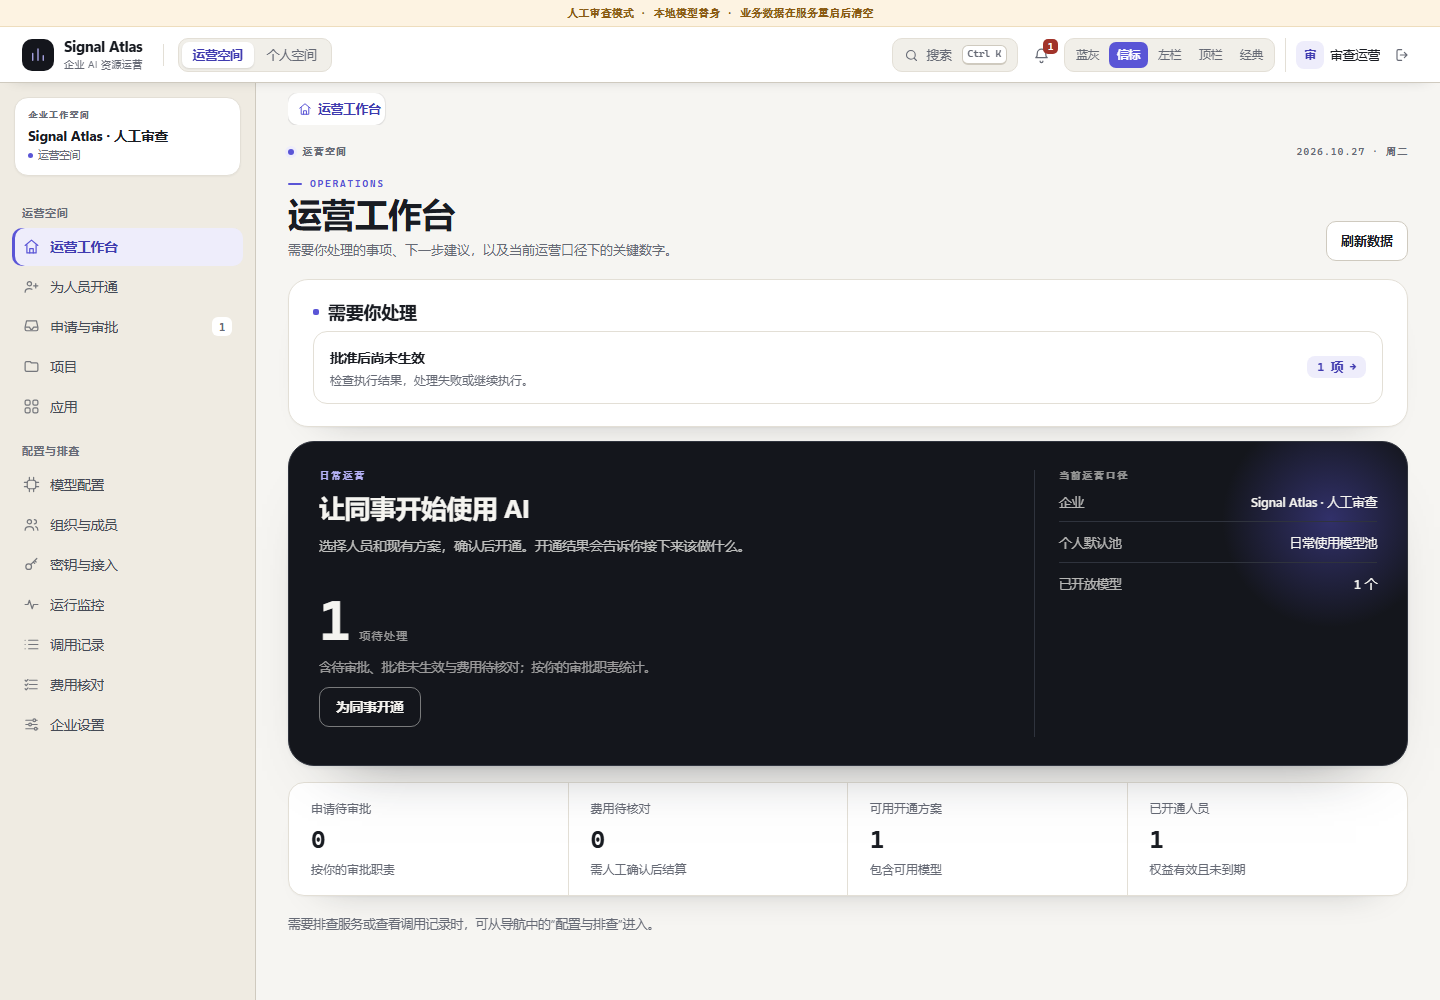 人工审查模式 · 本地模型替身 · 业务数据在服务重启后清空
Signal Atlas
企业 AI 资源运营
运营空间
个人空间
搜索 Ctrl K
1
蓝灰
信标
左栏
顶栏
经典
审
审查运营
企业工作空间
Signal Atlas · 人工审查
运营空间
运营空间
运营工作台
为人员开通
申请与审批 1
项目
应用
配置与排查
模型配置
组织与成员
密钥与接入
运行监控
调用记录
费用核对
企业设置
运营工作台
运营空间
2026.10.27 · 周二
OPERATIONS
运营工作台
需要你处理的事项、下一步建议，以及当前运营口径下的关键数字。
刷新数据
需要你处理
批准后尚未生效
检查执行结果，处理失败或继续执行。
1 项 →
日常运营
让同事开始使用 AI
选择人员和现有方案，确认后开通。开通结果会告诉你接下来该做什么。
1 项待处理
含待审批、批准未生效与费用待核对；按你的审批职责统计。
为同事开通
当前运营口径
企业 Signal Atlas · 人工审查
个人默认池 日常使用模型池
已开放模型 1 个
申请待审批
0
按你的审批职责
费用待核对
0
需人工确认后结算
可用开通方案
1
包含可用模型
已开通人员
1
权益有效且未到期
需要排查服务或查看调用记录时，可从导航中的“配置与排查”进入。